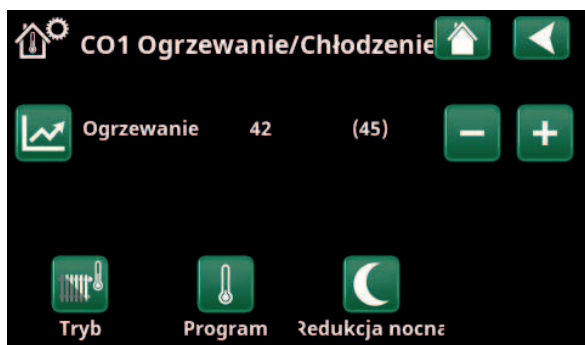 CO1 Ogrzewanie/Chłodzenie
Ogrzewanie 42 (45)
Tryb Program Redukcja nocna